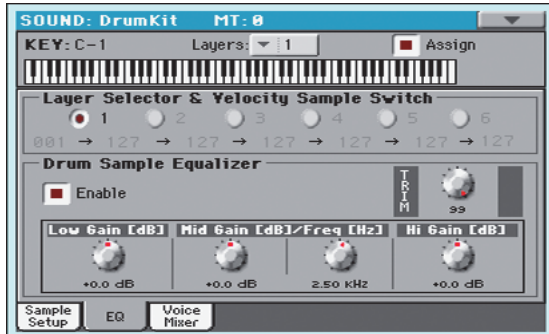 SOUND: DrumKit MT: 0
KEY: C-1 Layers: 1 Assign
Layer Selector & Velocity Sample Switch
1 2 3 4 5 6
001 → 127 → 127 → 127 → 127 → 127 → 127
Drum Sample Equalizer
Enable
TRIM
99
Low Gain [dB] Mid Gain [dB]/Freq [Hz] Hi Gain [dB]
+0.0 dB +0.0 dB 2.50 KHz +0.0 dB
Sample Setup EQ Voice Mixer